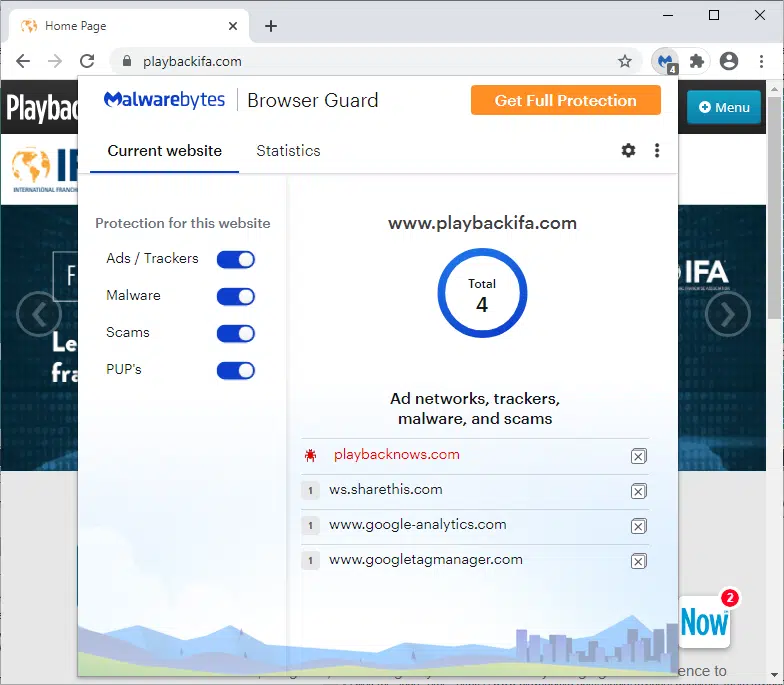 Home Page
playbackifa.com
4
Malwarebytes Browser Guard
Get Full Protection
Menu
Current website
Statistics
IF
INTERNATIONAL FRANCH
Protection for this website
Ads / Trackers
Malware
Scams
PUP's
www.playbackifa.com
Total
4
Ad networks, trackers,
malware, and scams
playbacknows.com
1 ws.sharethis.com
1 www.google-analytics.com
1 www.googletagmanager.com
F
IFA
Le
fra
Now
2
ence to